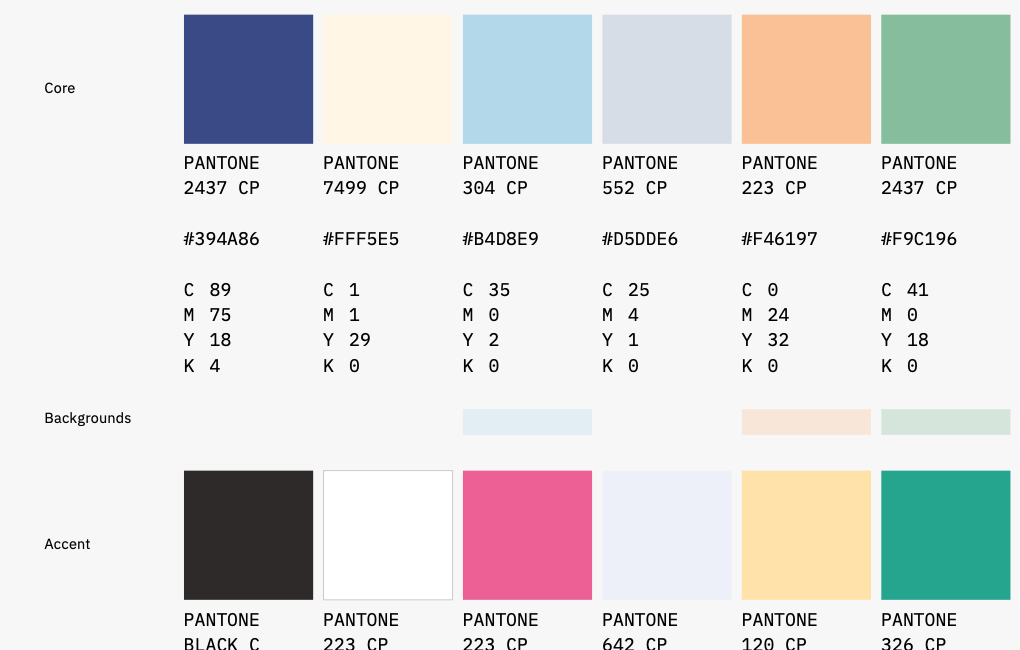 Core
PANTONE PANTONE PANTONE PANTONE PANTONE PANTONE
2437 CP 7499 CP 304 CP 552 CP 223 CP 2437 CP
#394A86 #FFF5E5 #B4D8E9 #D5DDE6 #F46197 #F9C196
C 89 C 1 C 35 C 25 C 0 C 41
M 75 M 1 M 0 M 4 M 24 M 0
Y 18 Y 29 Y 2 Y 1 Y 32 Y 18
K 4 K 0 K 0 K 0 K 0 K 0
Backgrounds
Accent
PANTONE PANTONE PANTONE PANTONE PANTONE PANTONE
BLACK C 223 CP 223 CP 642 CP 120 CP 326 CP